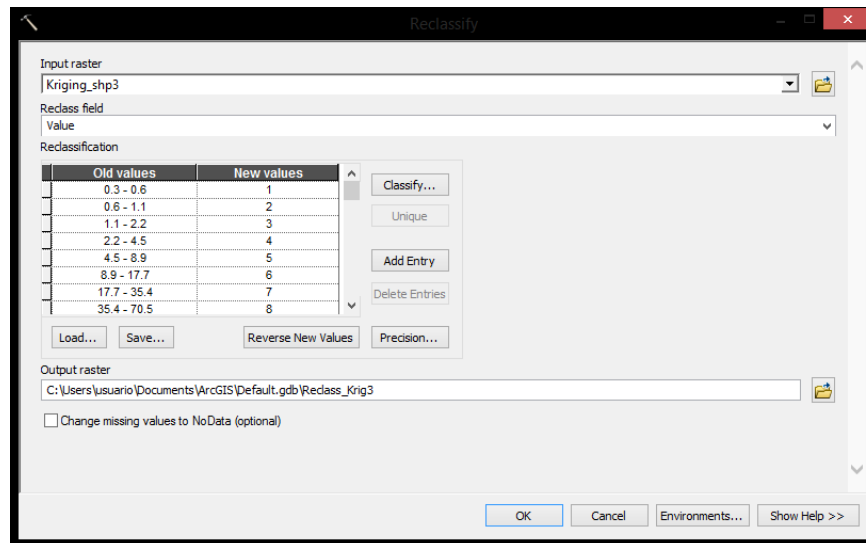 Reclassify
Input raster
Kriging_shp3
Reclass field
Value
Reclassification
Old values New values
0.3 - 0.6 1
0.6 - 1.1 2
1.1 - 2.2 3
2.2 - 4.5 4
4.5 - 8.9 5
8.9 - 17.7 6
17.7 - 35.4 7
35.4 - 70.5 8
Classify...
Unique
Add Entry
Delete Entries
Load... Save... Reverse New Values Precision...
Output raster
C:\Users\usuario\Documents\ArcGIS\Default.gdb\Reclass_Krig3
Change missing values to NoData (optional)
OK Cancel Environments... Show Help >>